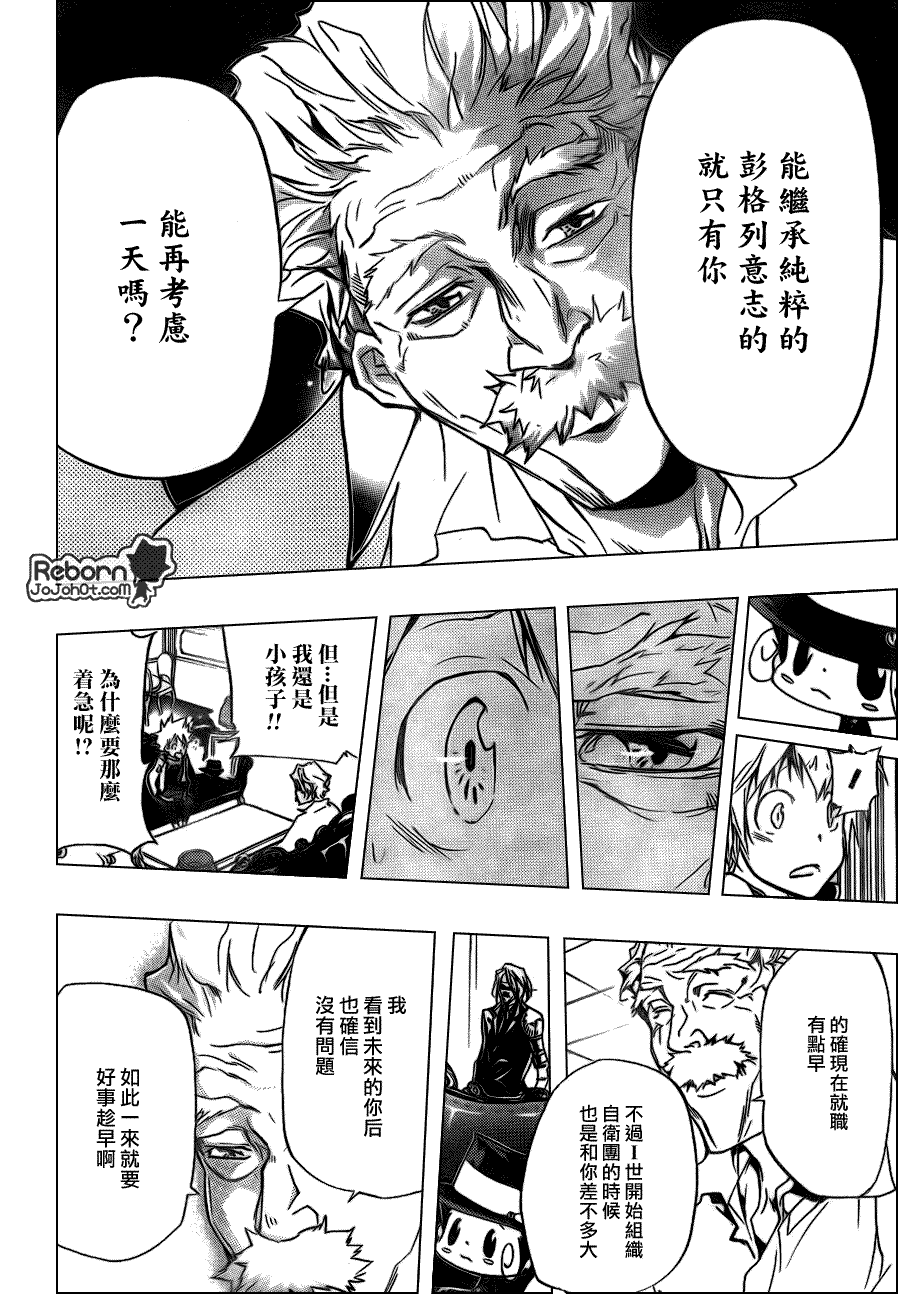 能繼承純粹的
彭格列意志的
就只有你
能再考慮
一天嗎？
Reborn
JoJohot.com
但…但是
我還是
小孩子!!
為什麼要那麼
着急呢!?
的確現在就職
有點早
不過I世開始組織
自衛團的時候
也是和你差不多大
我
看到未來的你后
也確信
沒有問題
如此一來就要
好事趁早啊